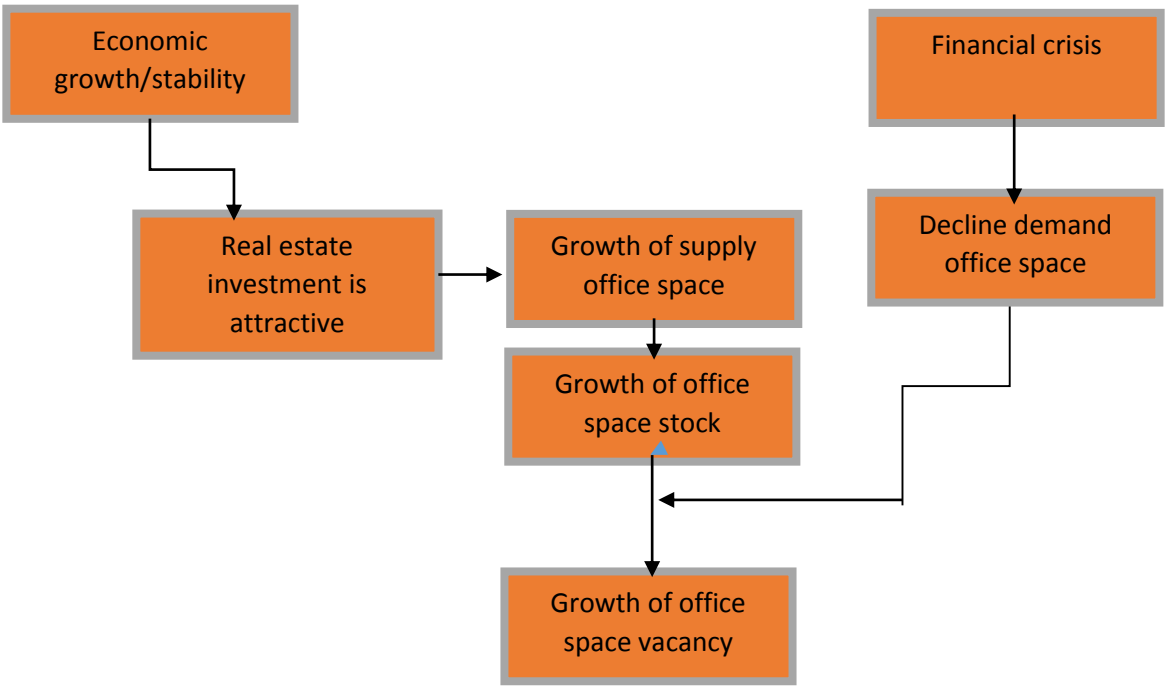 Economic
growth/stability
Financial crisis
Real estate
investment is
attractive
Growth of supply
office space
Decline demand
office space
Growth of office
space stock
Growth of office
space vacancy